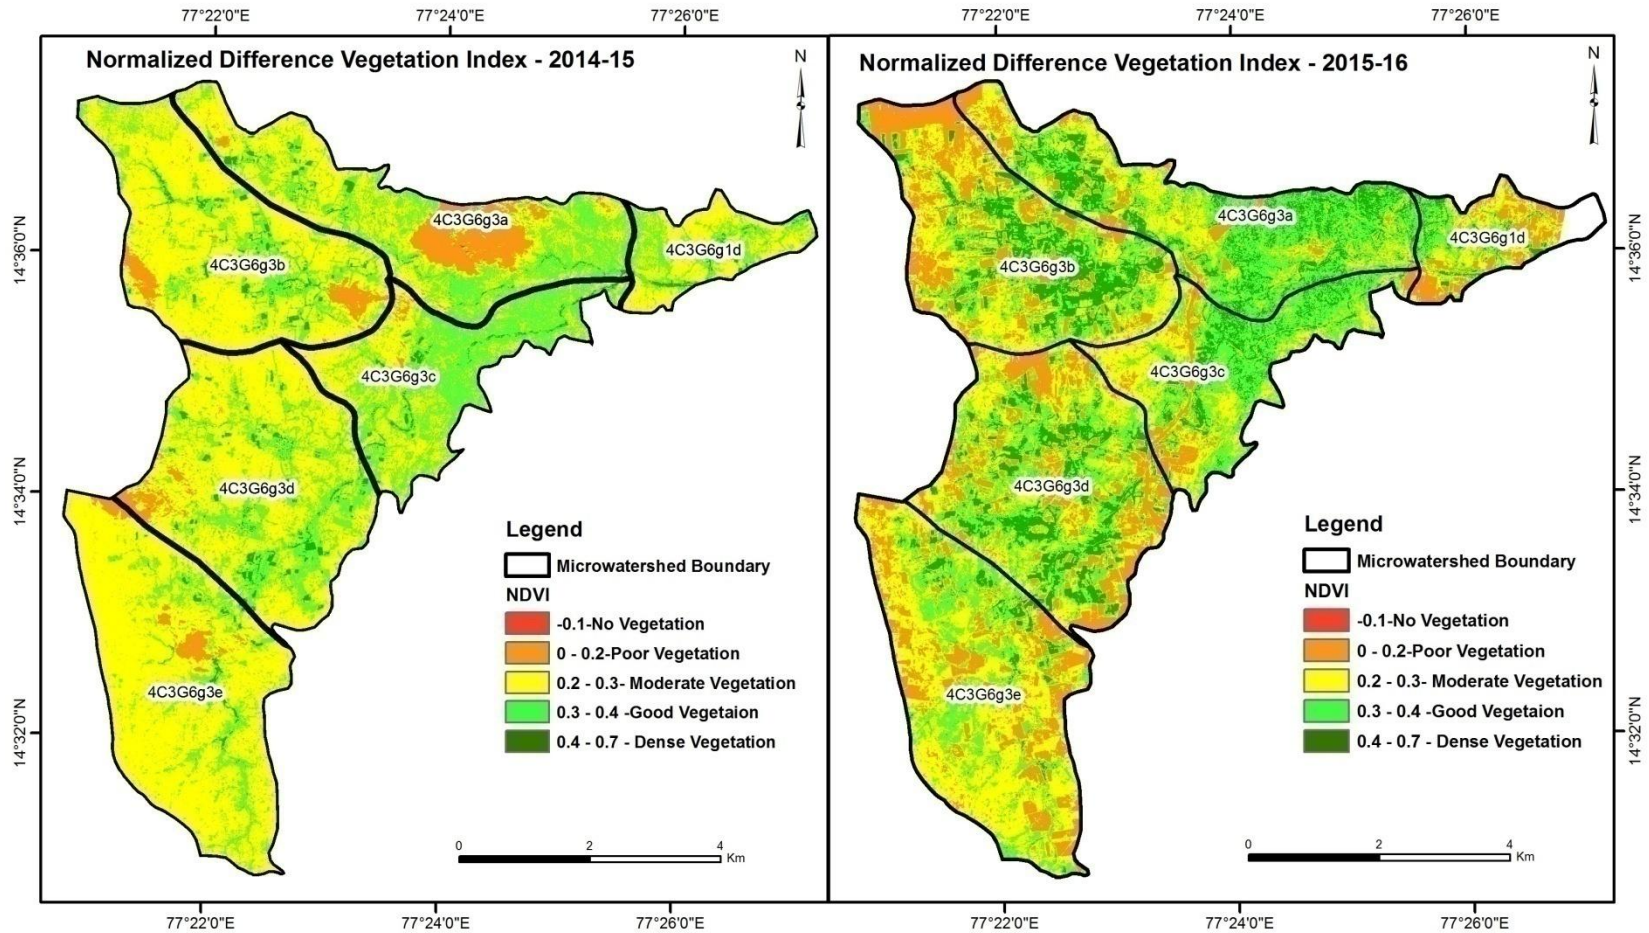 77°22'0"E 77°24'0"E 77°26'0"E 77°22'0"E 77°24'0"E 77°26'0"E
Normalized Difference Vegetation Index - 2014-15
N
4C3G6g3a
4C3G6g1d
4C3G6g3b
4C3G6g3c
4C3G6g3d
4C3G6g3e
14°36'0"N
14°34'0"N
14°32'0"N
Legend
Microwatershed Boundary
NDVI
-0.1-No Vegetation
0 - 0.2-Poor Vegetation
0.2 - 0.3- Moderate Vegetation
0.3 - 0.4 -Good Vegetaion
0.4 - 0.7 - Dense Vegetation
0 2 4
Km
Normalized Difference Vegetation Index - 2015-16
N
4C3G6g3a
4C3G6g1d
4C3G6g3b
4C3G6g3c
4C3G6g3d
4C3G6g3e
14°36'0"N
14°34'0"N
14°32'0"N
Legend
Microwatershed Boundary
NDVI
-0.1-No Vegetation
0 - 0.2-Poor Vegetation
0.2 - 0.3- Moderate Vegetation
0.3 - 0.4 -Good Vegetaion
0.4 - 0.7 - Dense Vegetation
0 2 4
Km
77°22'0"E 77°24'0"E 77°26'0"E 77°22'0"E 77°24'0"E 77°26'0"E